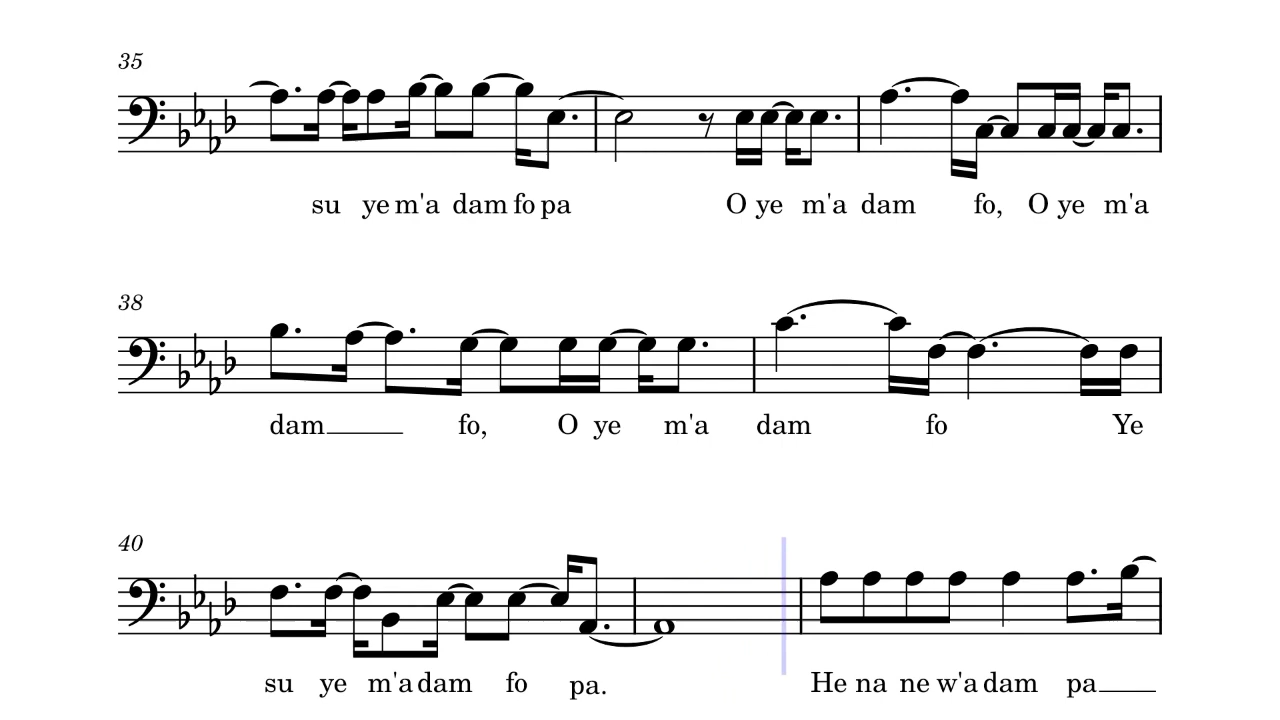 35
su ye m'a dam fo pa O ye m'a dam fo, O ye m'a
38
dam fo, O ye m'a dam fo Ye
40
su ye m'a dam fo pa. He na ne w'a dam pa